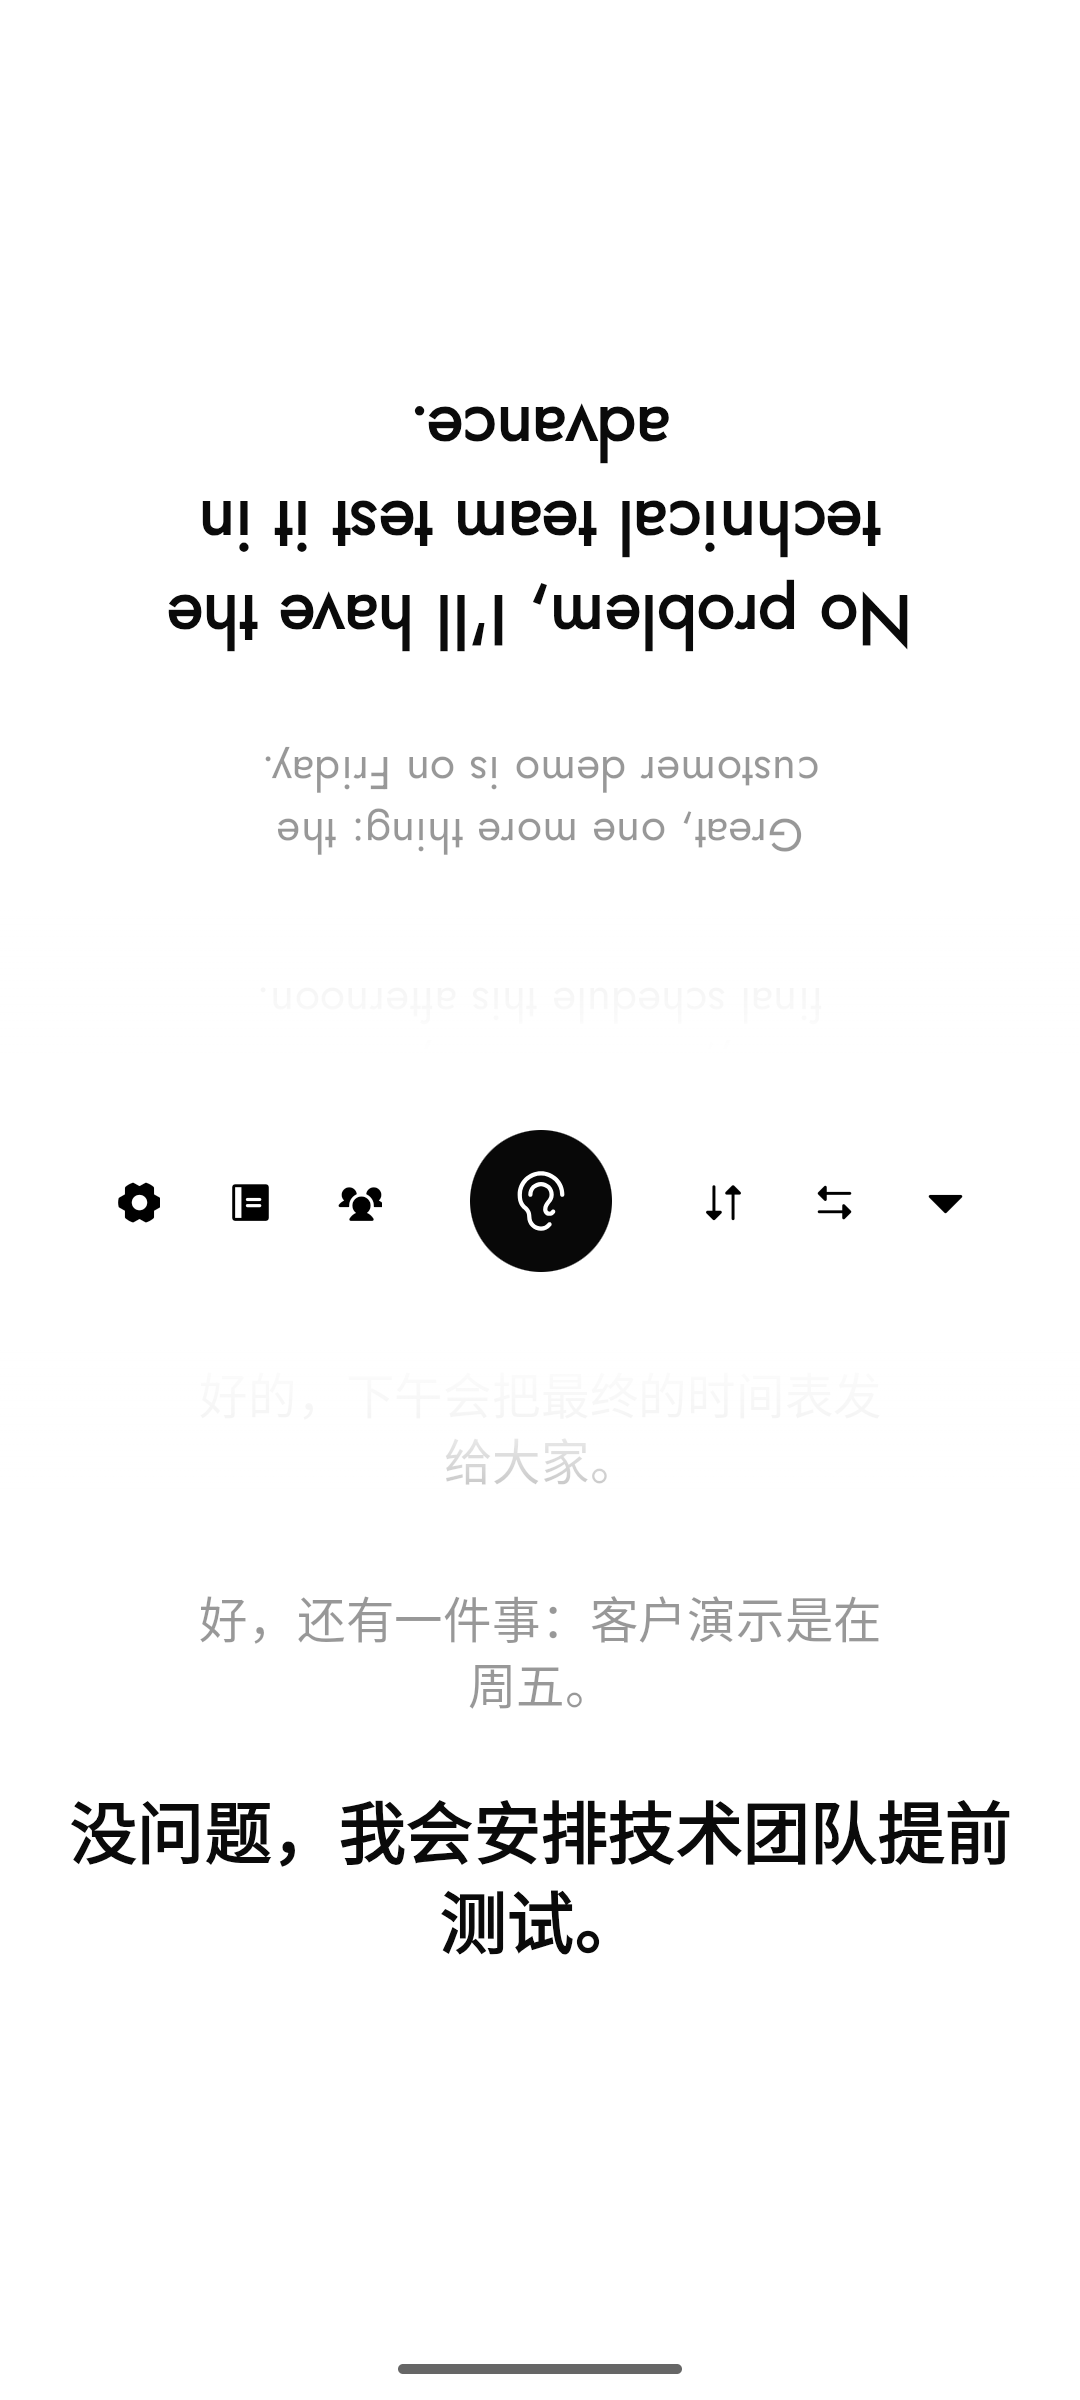 final schedule this afternoon.
Great, one more thing: the
customer demo is on Friday.
No problem, I'll have the
technical team test it in
advance.
好的，下午会把最终的时间表发
给大家。
好，还有一件事：客户演示是在
周五。
没问题，我会安排技术团队提前
测试。